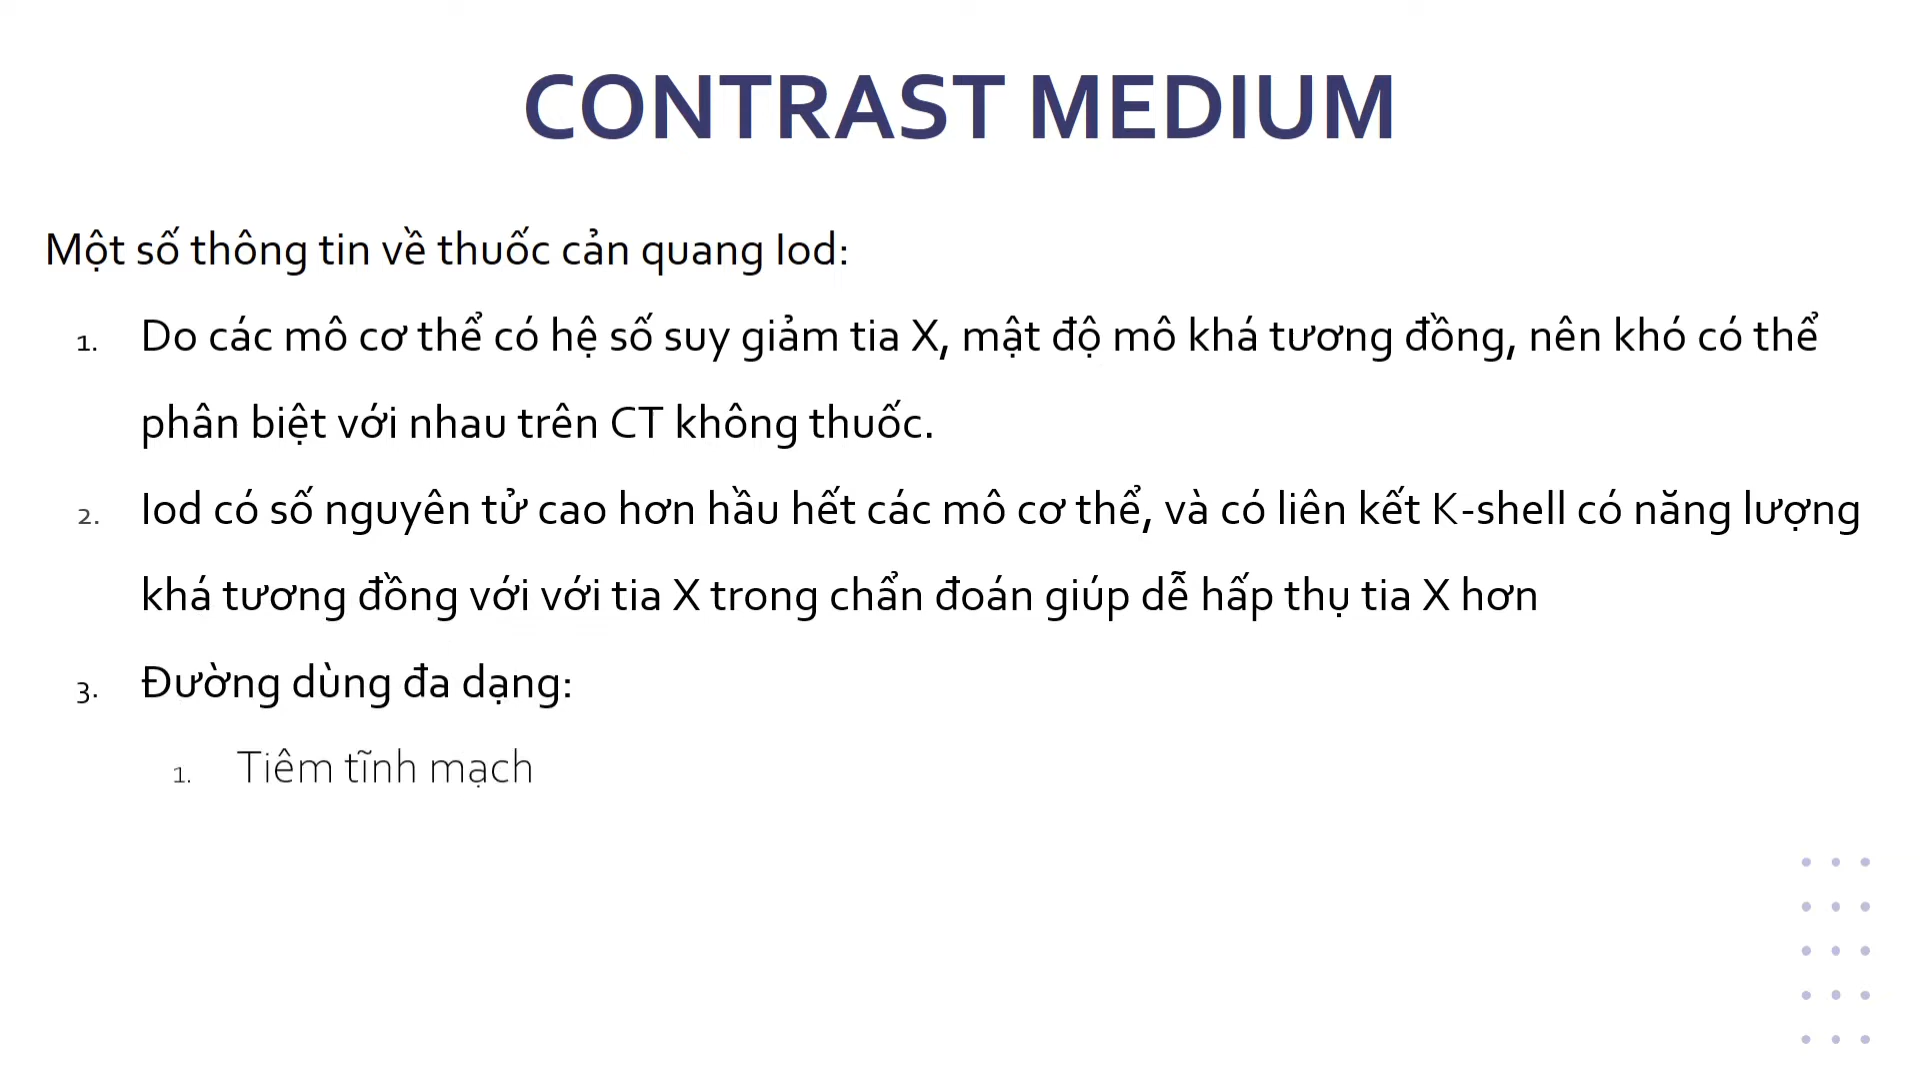 CONTRAST MEDIUM
Một số thông tin về thuốc cản quang Iod:
1. Do các mô cơ thể có hệ số suy giảm tia X, mật độ mô khá tương đồng, nên khó có thể
phân biệt với nhau trên CT không thuốc.
2. Iod có số nguyên tử cao hơn hầu hết các mô cơ thể, và có liên kết K-shell có năng lượng
khá tương đồng với với tia X trong chẩn đoán giúp dễ hấp thụ tia X hơn
3. Đường dùng đa dạng:
1. Tiêm tĩnh mạch